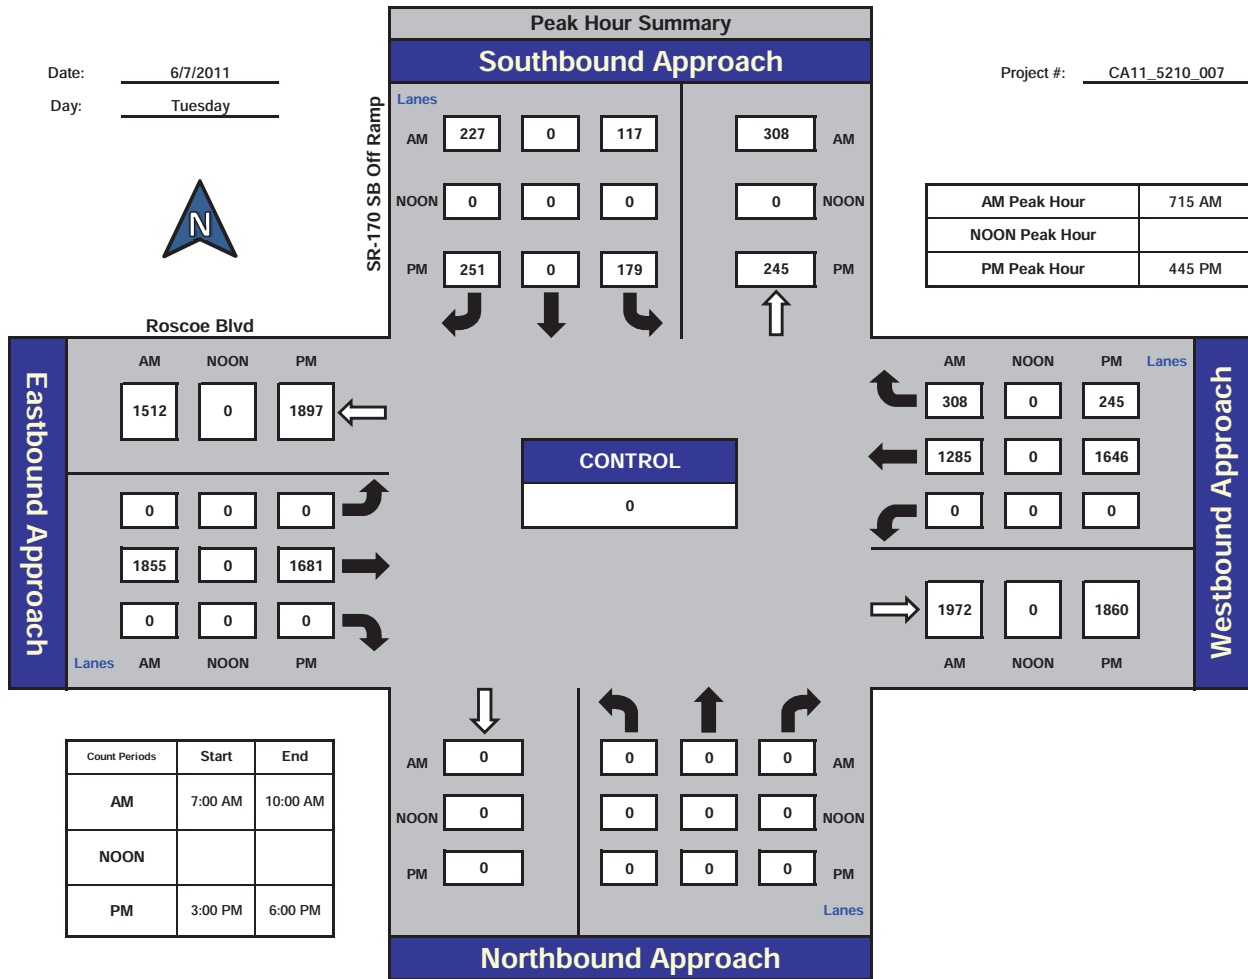 Peak Hour Summary
Southbound Approach
Date: 6/7/2011
Day: Tuesday
Project #: CA11_5210_007
N
SR-170 SB Off Ramp
Lanes
AM 227 0 117 308 AM
NOON 0 0 0 0 NOON
PM 251 0 179 245 PM
AM Peak Hour 715 AM
NOON Peak Hour
PM Peak Hour 445 PM
Roscoe Blvd
Eastbound Approach
AM NOON PM
1512 0 1897
0 0 0
1855 0 1681
0 0 0
Lanes AM NOON PM
CONTROL
0
AM NOON PM Lanes
308 0 245
1285 0 1646
0 0 0
1972 0 1860
AM NOON PM
Westbound Approach
AM 0 0 0 0 AM
NOON 0 0 0 0 NOON
PM 0 0 0 0 PM
Lanes
Northbound Approach
Count Periods Start End
AM 7:00 AM 10:00 AM
NOON
PM 3:00 PM 6:00 PM